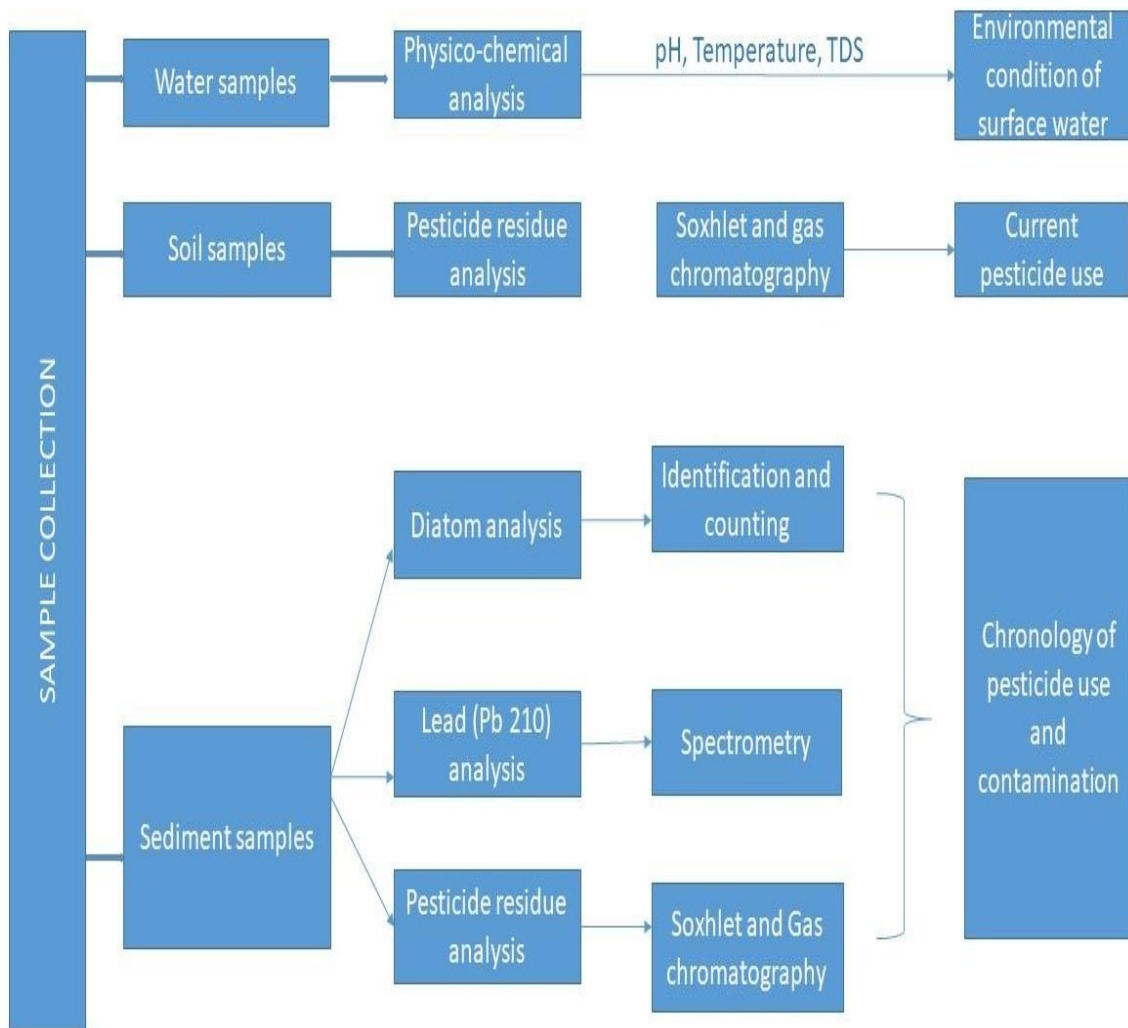 SAMPLE COLLECTION
Water samples
Physico-chemical
analysis
pH, Temperature, TDS
Environmental
condition of
surface water
Soil samples
Pesticide residue
analysis
Soxhlet and gas
chromatography
Current
pesticide use
Sediment samples
Diatom analysis
Identification and
counting
Lead (Pb 210)
analysis
Spectrometry
Pesticide residue
analysis
Soxhlet and Gas
chromatography
Chronology of
pesticide use
and
contamination